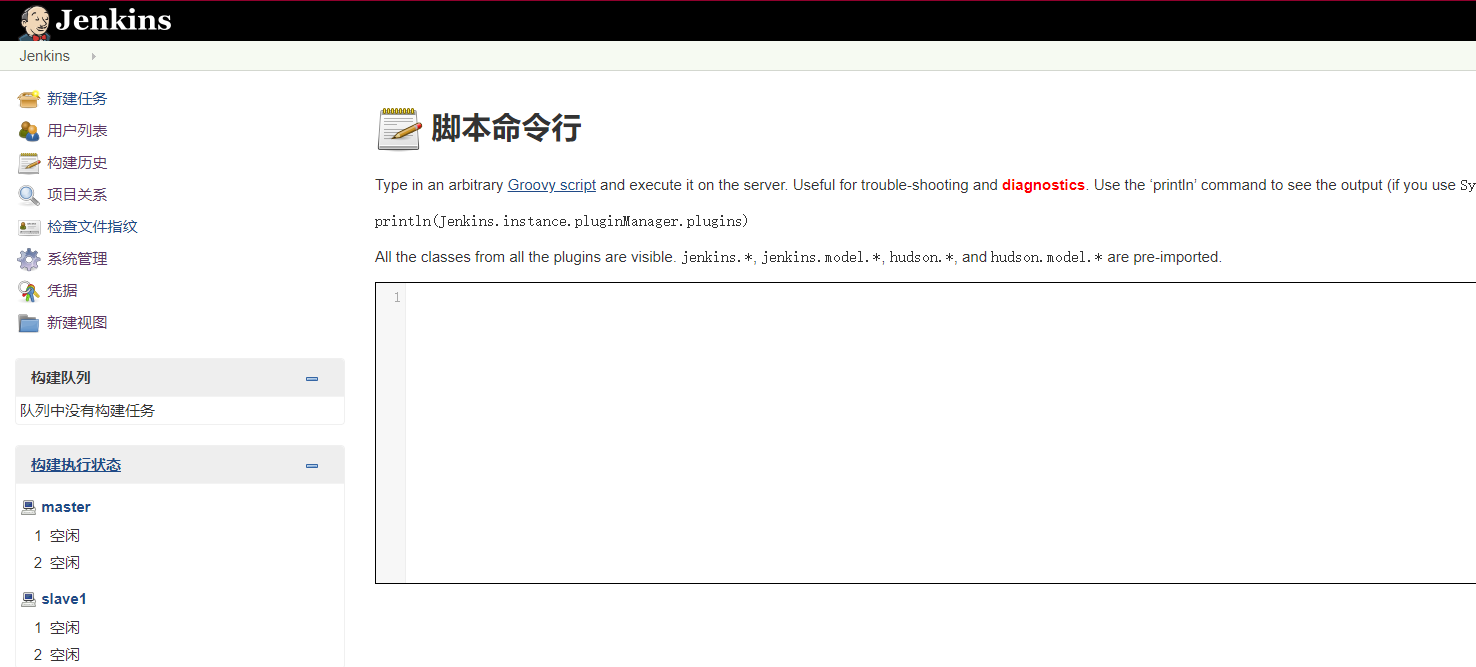 Jenkins
Jenkins
新建任务
用户列表
构建历史
项目关系
检查文件指纹
系统管理
凭据
新建视图
构建队列
队列中没有构建任务
构建执行状态
master
1 空闲
2 空闲
slave1
1 空闲
2 空闲
脚本命令行
Type in an arbitrary Groovy script and execute it on the server. Useful for trouble-shooting and diagnostics. Use the ‘println’ command to see the output (if you use Sy
println(Jenkins.instance.pluginManager.plugins)
All the classes from all the plugins are visible. jenkins.*, jenkins.model.*, hudson.*, and hudson.model.* are pre-imported.
1